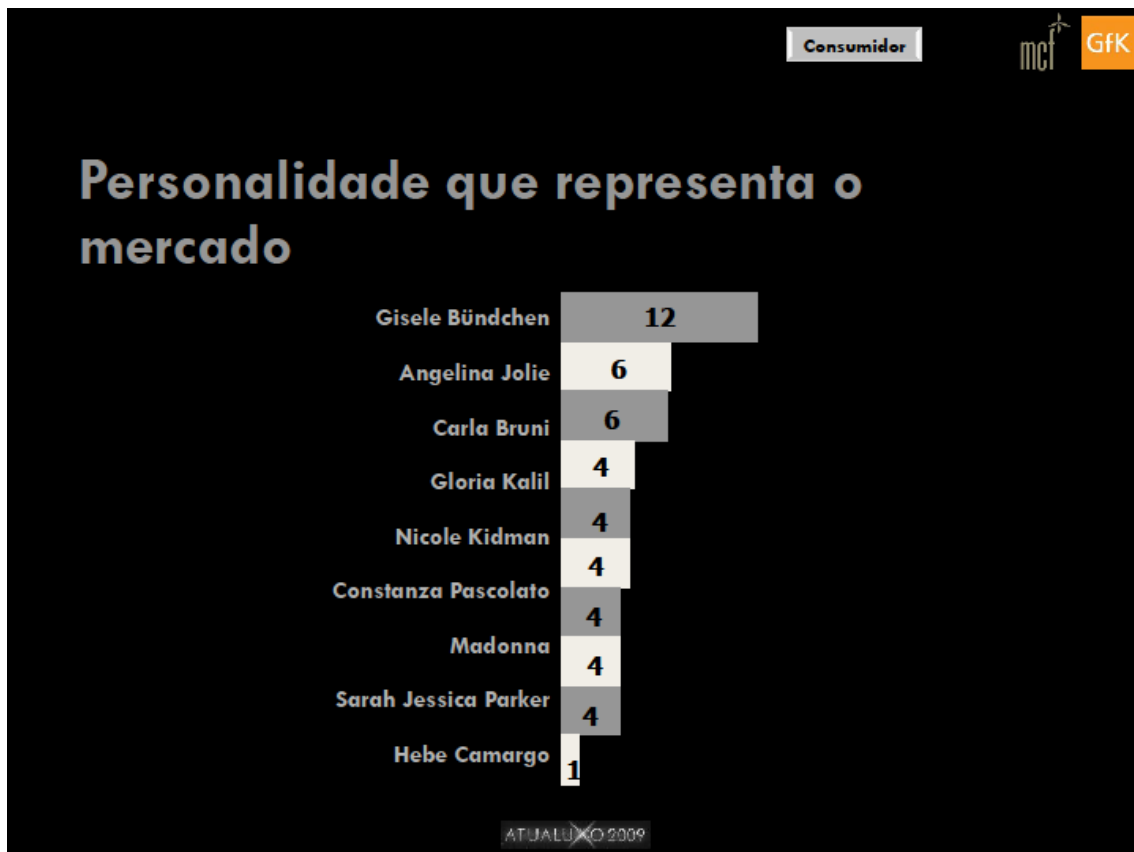 Consumidor
mcf
GfK
Personalidade que representa o
mercado
Gisele Bündchen
Angelina Jolie
Carla Bruni
Gloria Kalil
Nicole Kidman
Constanza Pascolato
Madonna
Sarah Jessica Parker
Hebe Camargo
12
6
6
4
4
4
4
4
4
1
ATUALUXO 2009